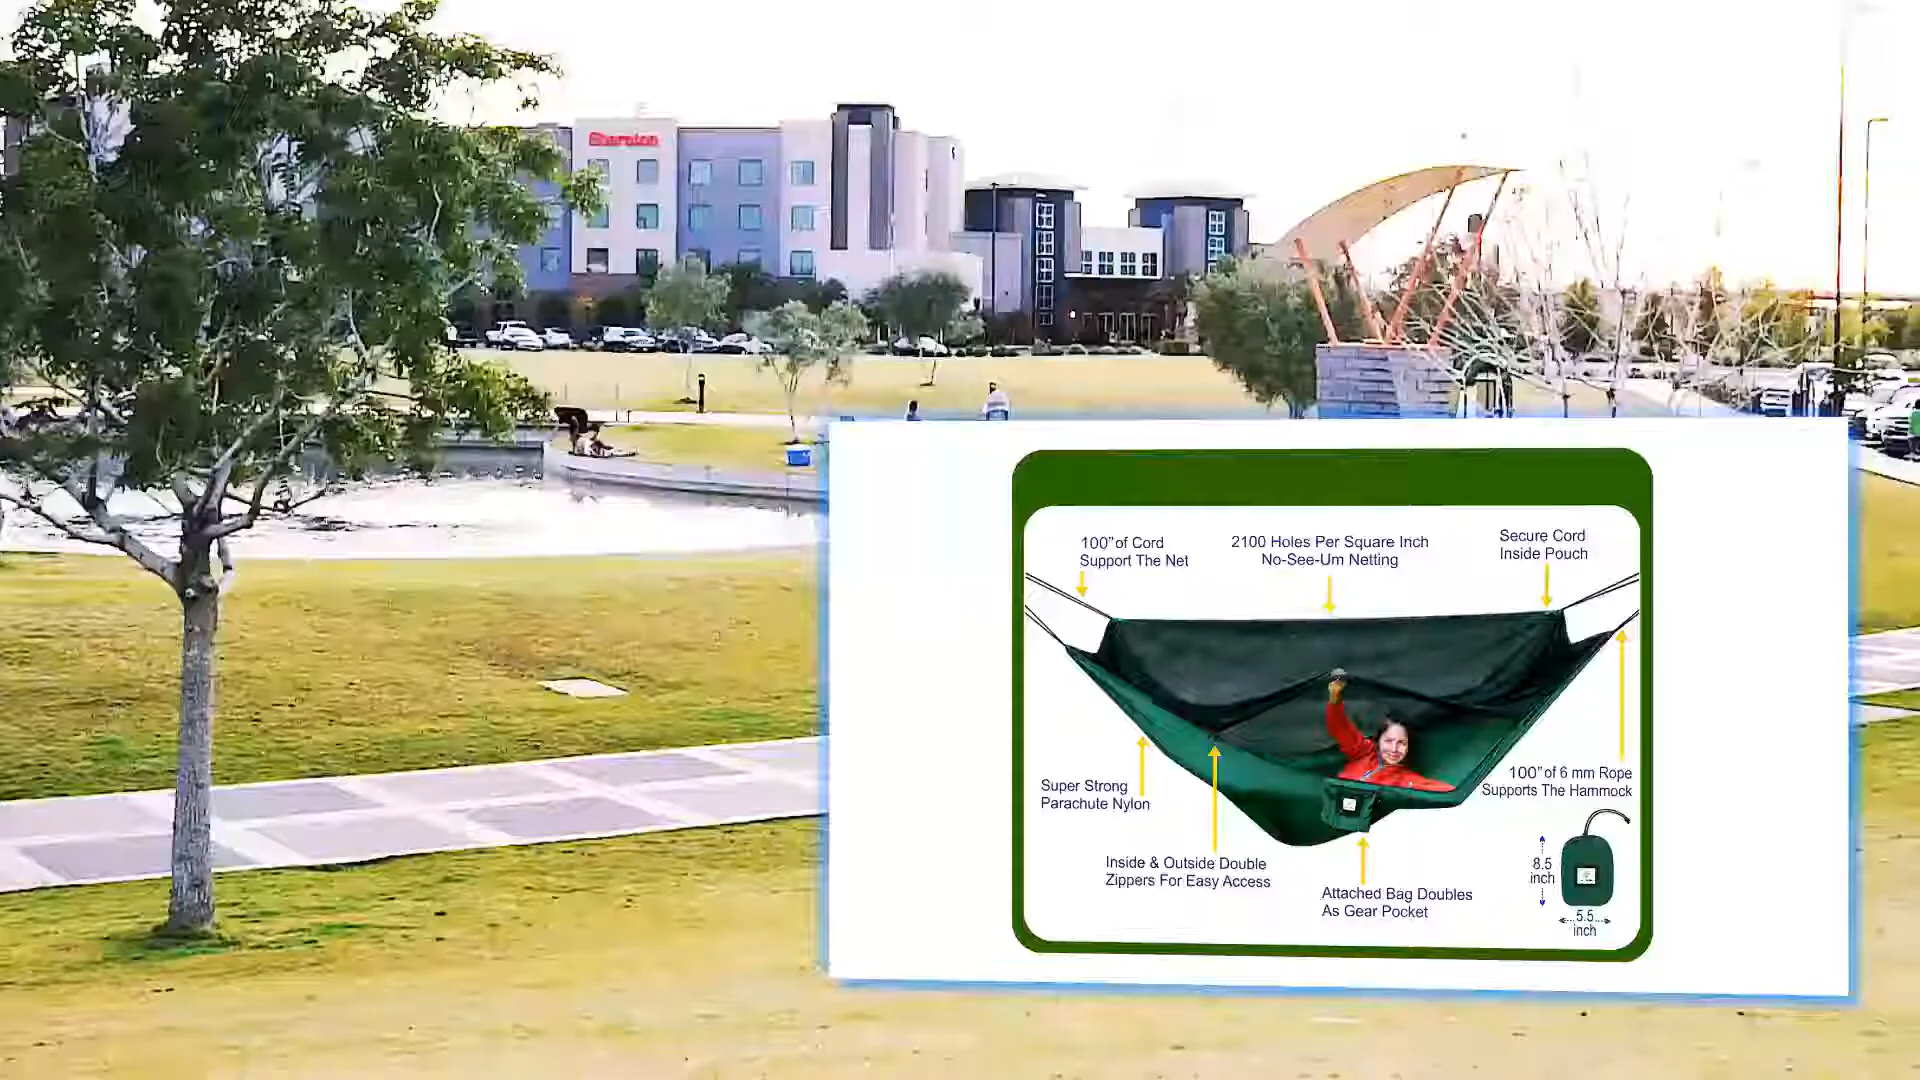 100" of Cord
Support The Net
2100 Holes Per Square Inch
No-See-Um Netting
Secure Cord
Inside Pouch
Super Strong
Parachute Nylon
100" of 6 mm Rope
Supports The Hammock
Inside & Outside Double
Zippers For Easy Access
Attached Bag Doubles
As Gear Pocket
8.5
inch
5.5
inch